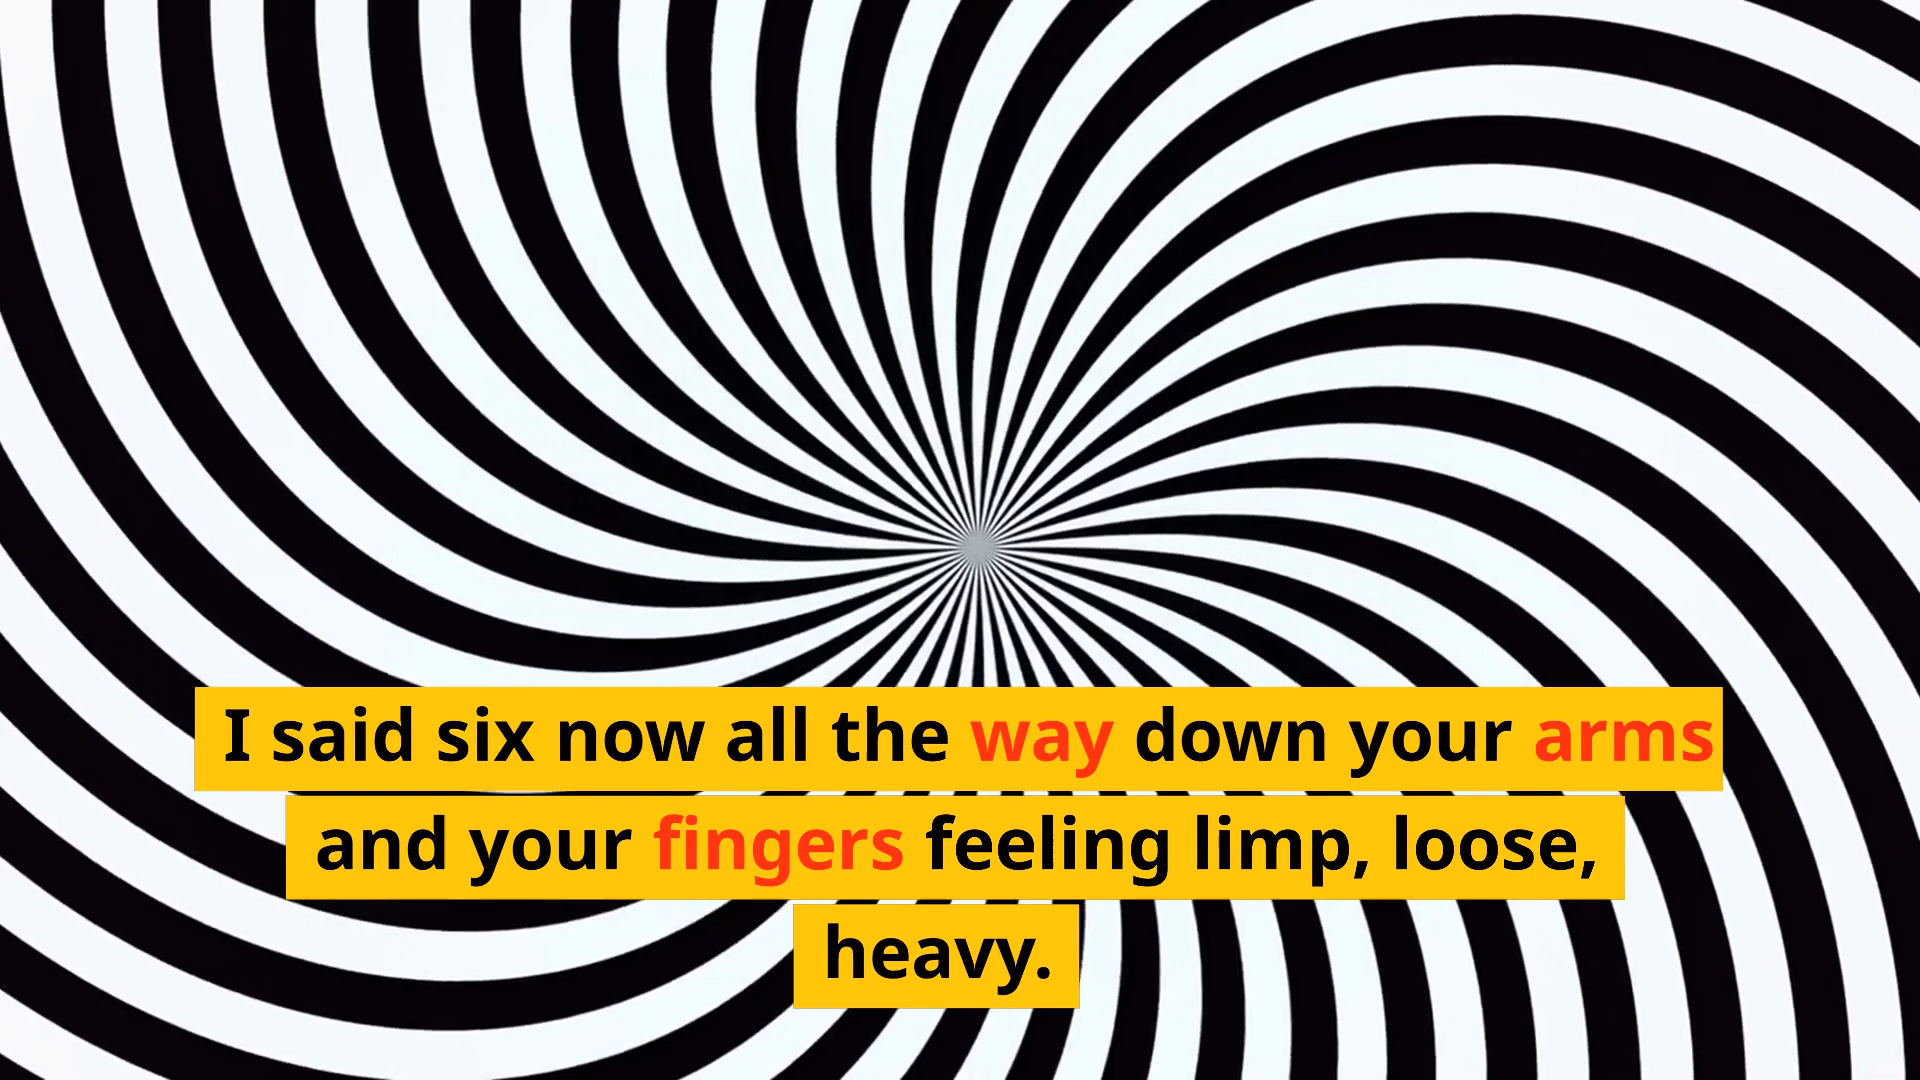 I said six now all the way down your arms
and your fingers feeling limp, loose,
heavy.